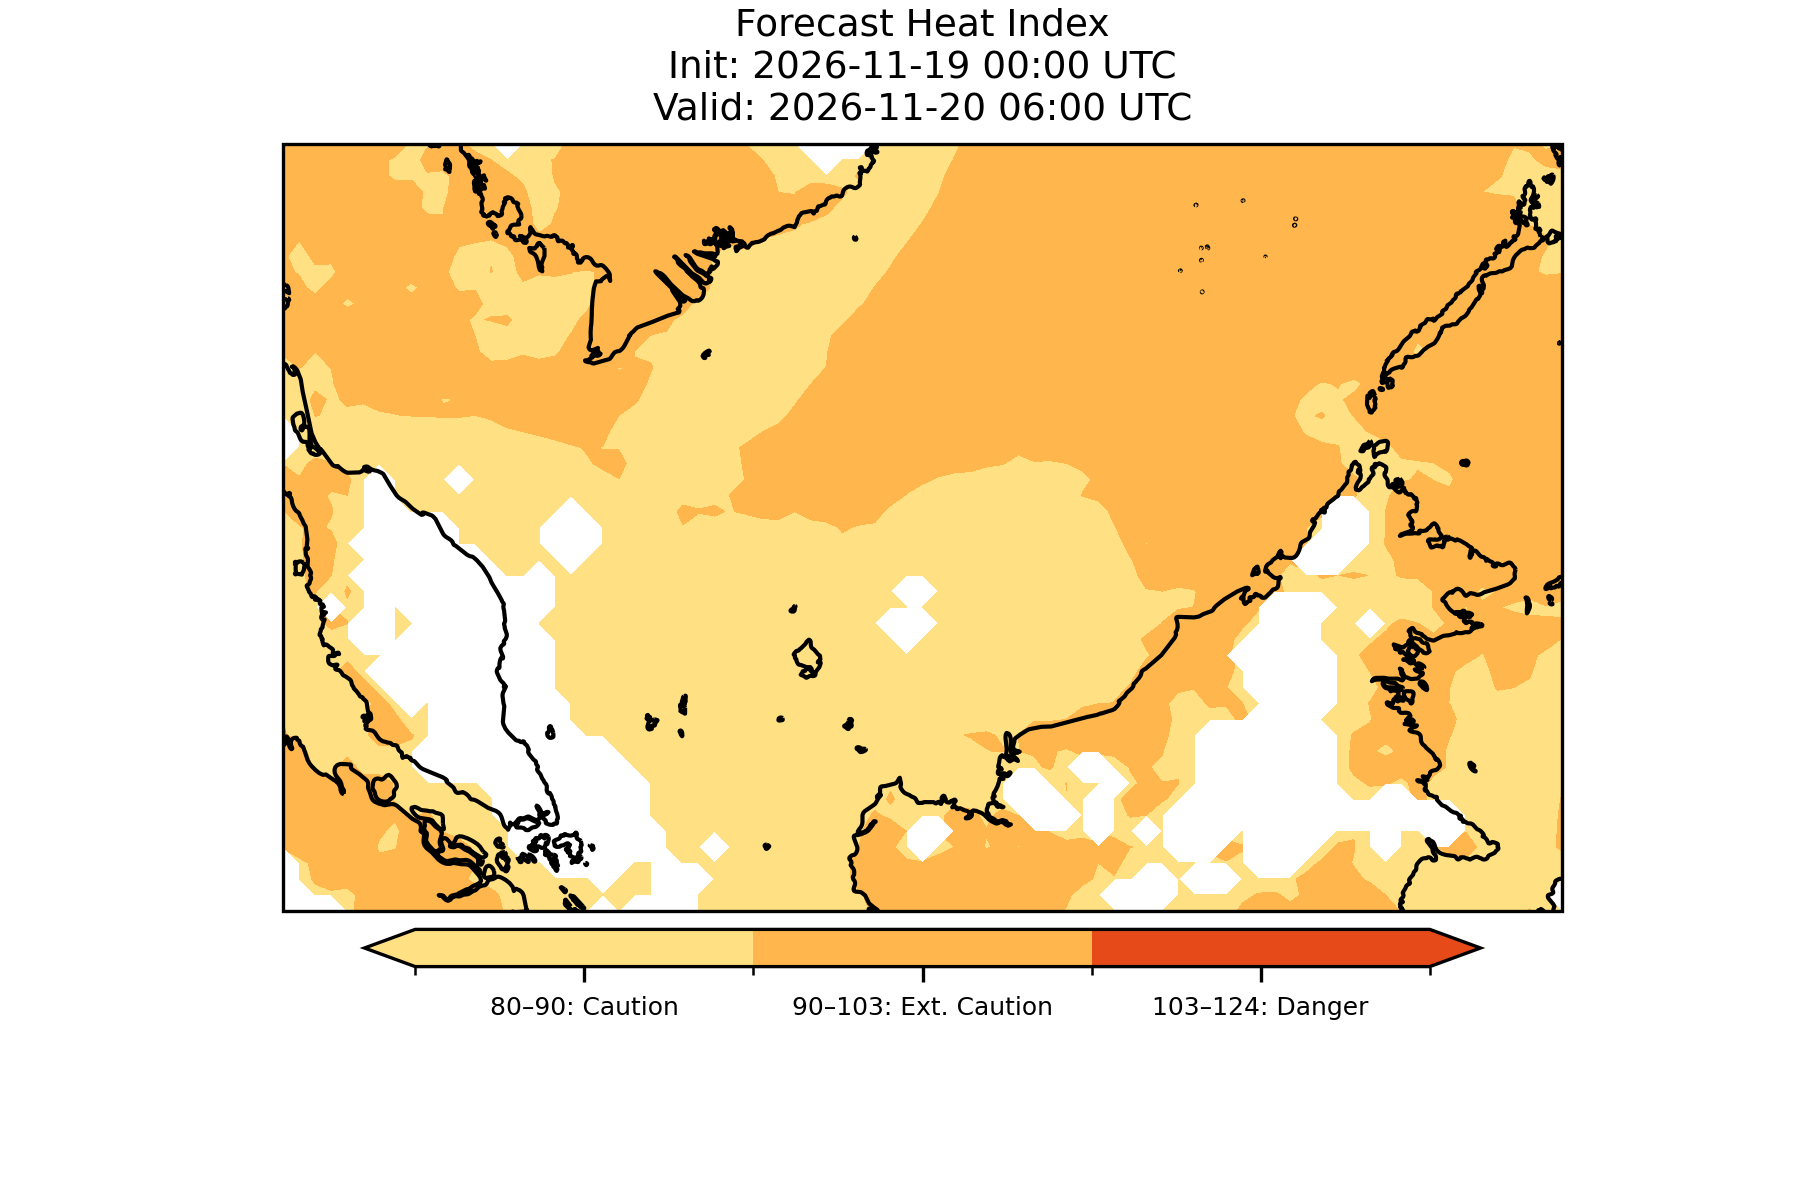 Forecast Heat Index
Init: 2026-11-19 00:00 UTC
Valid: 2026-11-20 06:00 UTC
80–90: Caution
90–103: Ext. Caution
103–124: Danger